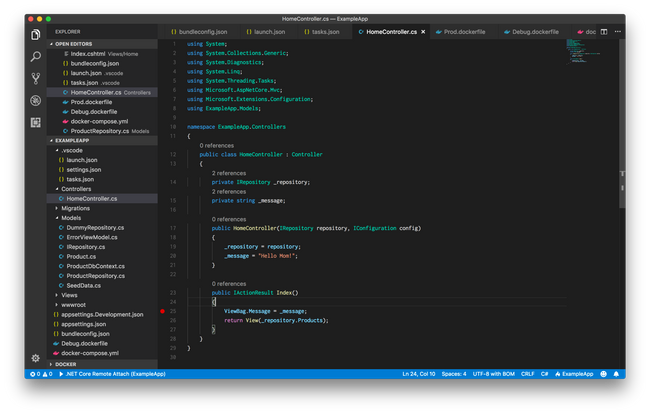 HomeController.cs — ExampleApp
EXPLORER
OPEN EDITORS
Index.cshtml Views/Home
bundleconfig.json
launch.json .vscode
tasks.json .vscode
HomeController.cs Controllers
Prod.dockerfile
Debug.dockerfile
docker-compose.yml
ProductRepository.cs Models
EXAMPLEAPP
.vscode
launch.json
settings.json
tasks.json
Controllers
HomeController.cs
Migrations
Models
DummyRepository.cs
ErrorViewModel.cs
IRepository.cs
Product.cs
ProductDbContext.cs
ProductRepository.cs
SeedData.cs
Views
wwwroot
appsettings.Development.json
appsettings.json
bundleconfig.json
Debug.dockerfile
docker-compose.yml
DOCKER
bundleconfig.json launch.json tasks.json HomeController.cs Prod.dockerfile Debug.dockerfile doc
1 using System;
2 using System.Collections.Generic;
3 using System.Diagnostics;
4 using System.Linq;
5 using System.Threading.Tasks;
6 using Microsoft.AspNetCore.Mvc;
7 using Microsoft.Extensions.Configuration;
8 using ExampleApp.Models;
9
10 namespace ExampleApp.Controllers
11 {
0 references
12 public class HomeController : Controller
13 {
2 references
14 private IRepository _repository;
2 references
15 private string _message;
16
0 references
17 public HomeController(IRepository repository, IConfiguration config)
18 {
19 _repository = repository;
20 _message = "Hello Mom!";
21 }
22
0 references
23 public IActionResult Index()
24 {
25 ViewBag.Message = _message;
26 return View(_repository.Products);
27 }
28 }
29 }
30
0 0 .NET Core Remote Attach (ExampleApp) Ln 24, Col 10 Spaces: 4 UTF-8 with BOM CRLF C# ExampleApp